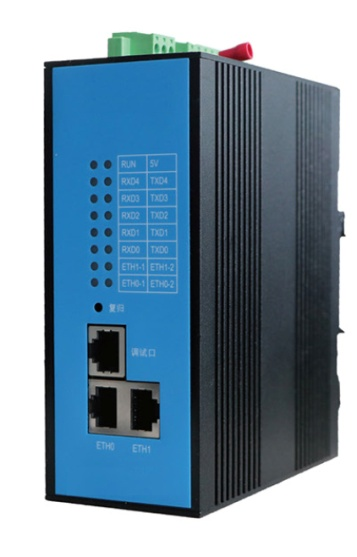 RUN 5V
RXD4 TXD4
RXD3 TXD3
RXD2 TXD2
RXD1 TXD1
RXD0 TXD0
ETH1-1 ETH1-2
ETH0-1 ETH0-2
复归
调试口
ETH0 ETH1